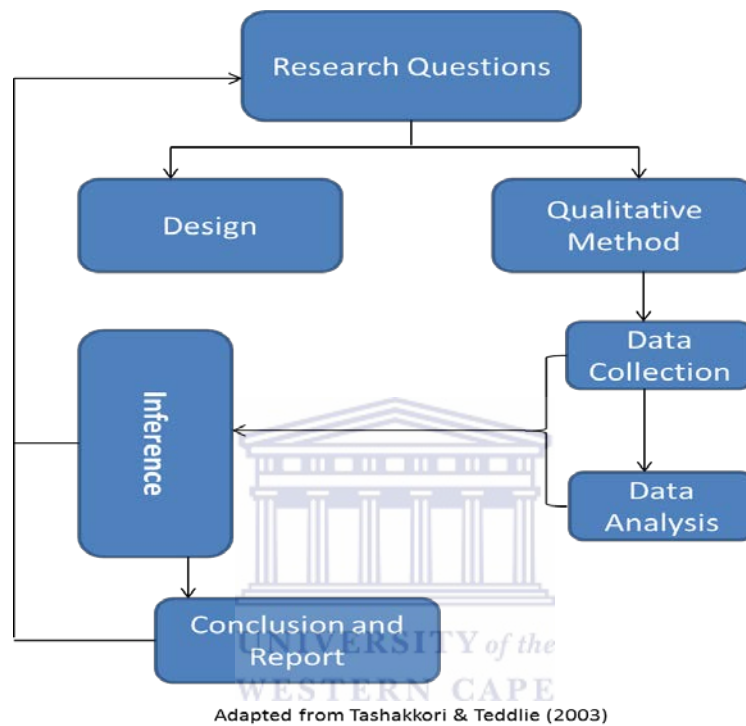 Research Questions
Design
Qualitative
Method
Data
Collection
Inference
Data
Analysis
Conclusion and
Report
UNIVERSITY of the
WESTERN CAPE
Adapted from Tashakkori & Teddlie (2003)